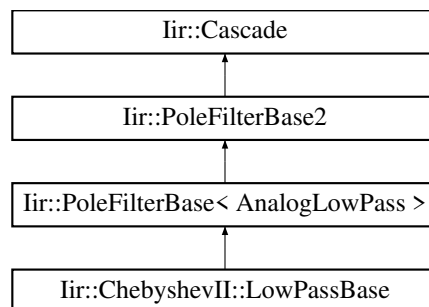 Iir::Cascade
Iir::PoleFilterBase2
Iir::PoleFilterBase< AnalogLowPass >
Iir::ChebyshevII::LowPassBase